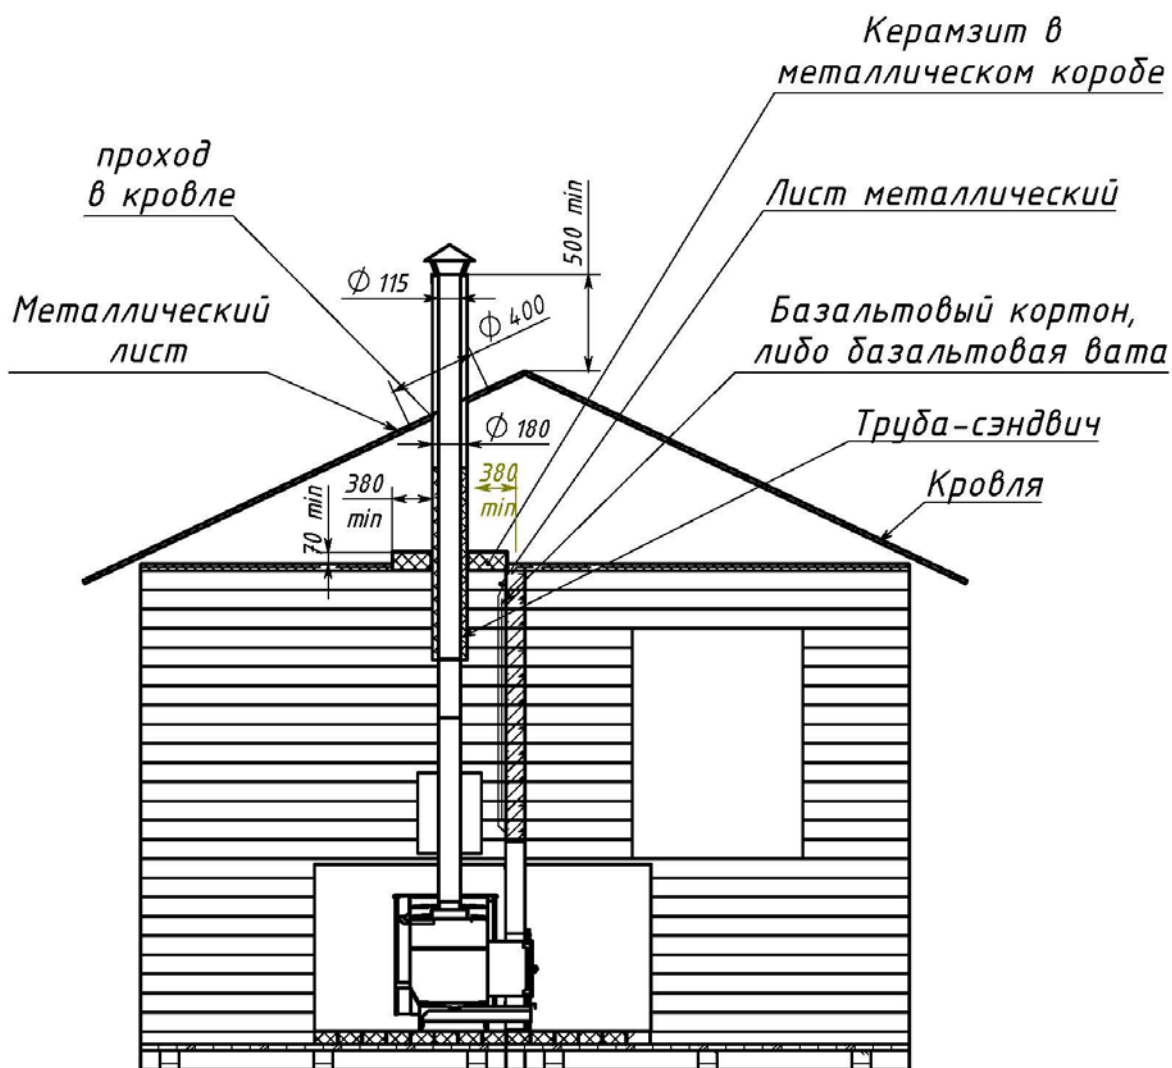 Керамзит в
металлическом коробе
проход
в кровле
Лист металлический
500 min
Ф 115
Ф 400
Металлический
лист
Базальтовый кортон,
либо базальтовая вата
Ф 180
Труба-сэндвич
380
min
380
min
Кровля
70 min